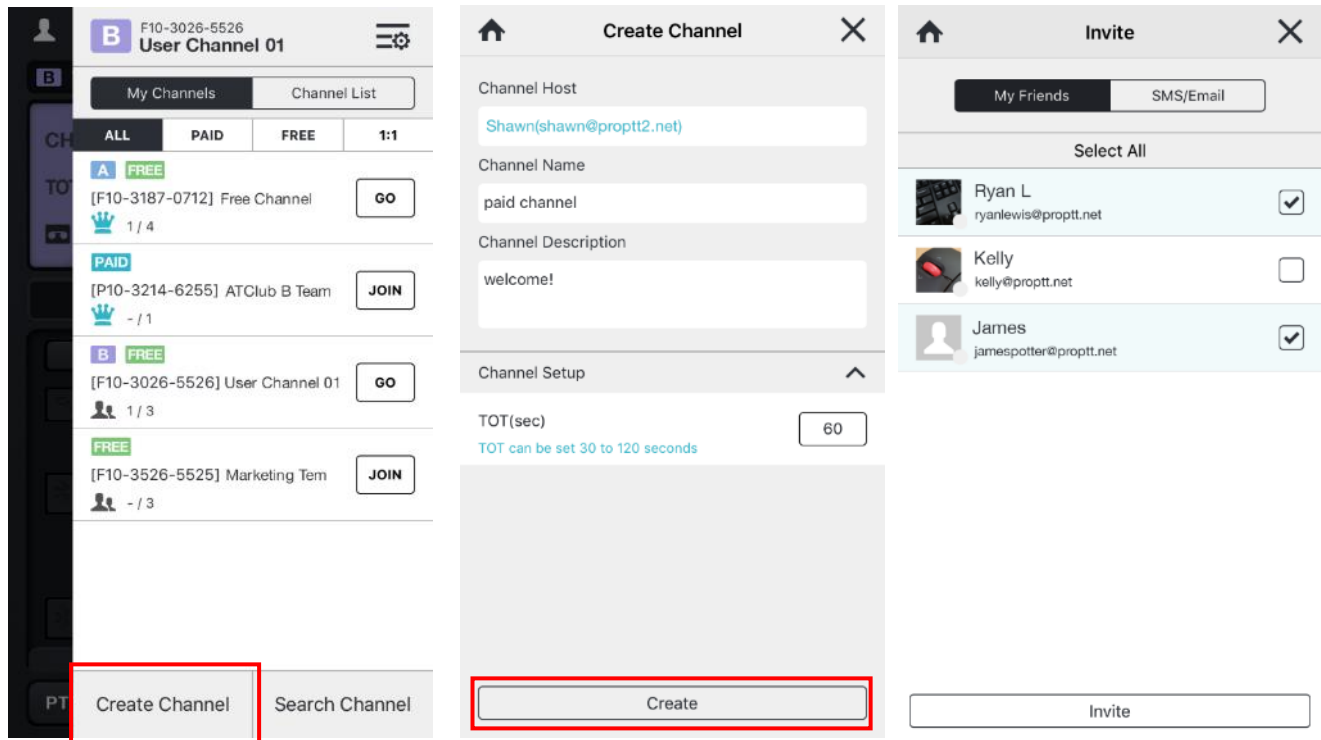 B
F10-3026-5526
User Channel 01
B
My Channels
Channel List
CH
ALL
PAID
FREE
1:1
A FREE
TO
[F10-3187-0712] Free Channel
GO
1 / 4
PAID
[P10-3214-6255] ATClub B Team
JOIN
- / 1
B FREE
[F10-3026-5526] User Channel 01
GO
1 / 3
FREE
[F10-3526-5525] Marketing Tem
JOIN
- / 3
PT
Create Channel
Search Channel
Create Channel
Channel Host
Shawn(shawn@proptt2.net)
Channel Name
paid channel
Channel Description
welcome!
Channel Setup
TOT(sec)
60
TOT can be set 30 to 120 seconds
Create
Invite
My Friends
SMS/Email
Select All
Ryan L
ryanlewis@proptt.net
Kelly
kelly@proptt.net
James
jamespotter@proptt.net
Invite